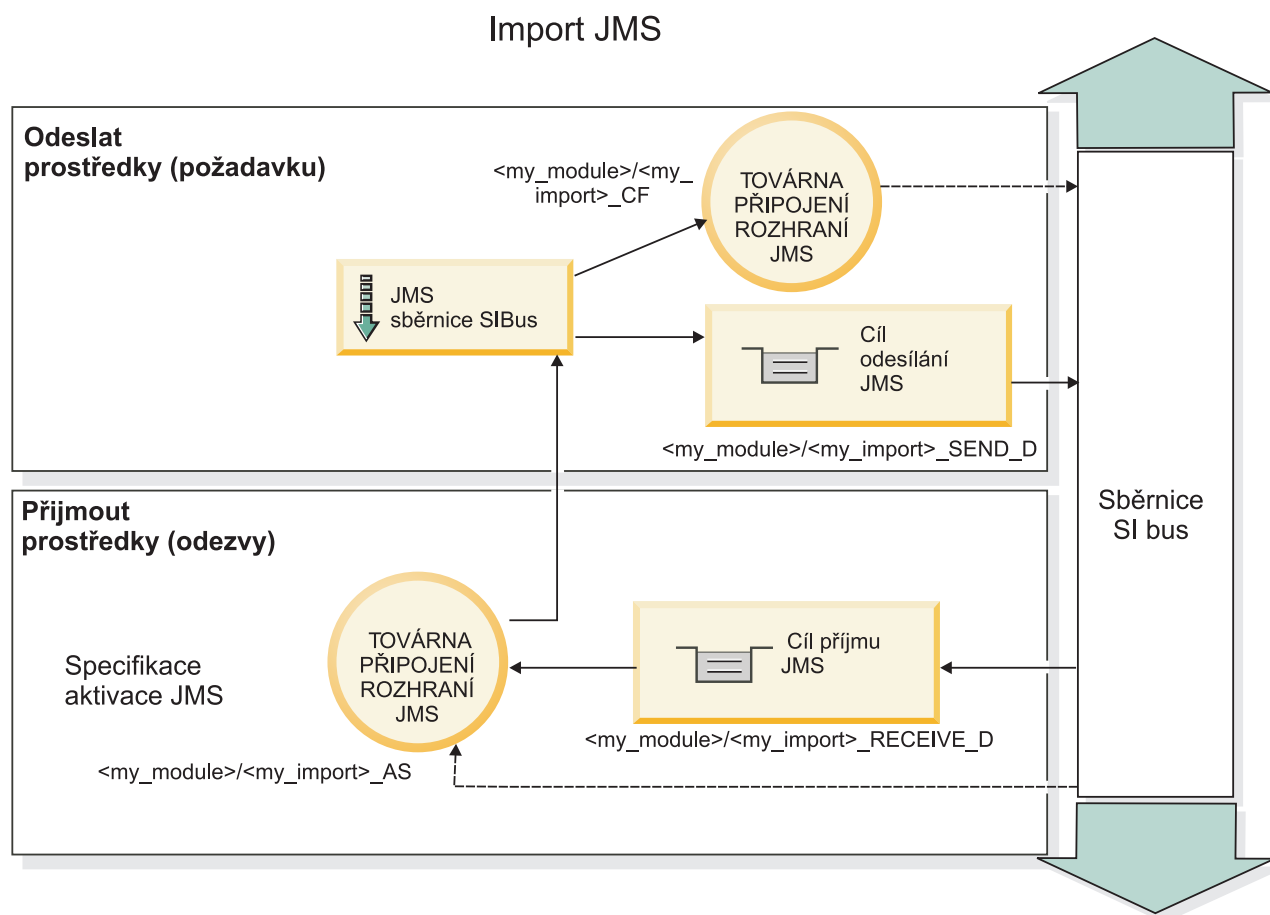 Import JMS
Odeslat
prostředky (požadavku)
<my_module>/<my_
import>_CF
TOVÁRNA
PŘIPOJENÍ
ROZHRANÍ
JMS
JMS
sběrnice SIBus
Cíl
odesílání
JMS
<my_module>/<my_import>_SEND_D
Sběrnice
SI bus
Přijmout
prostředky (odezvy)
Specifikace
aktivace JMS
TOVÁRNA
PŘIPOJENÍ
ROZHRANÍ
JMS
Cíl příjmu
JMS
<my_module>/<my_import>_RECEIVE_D
<my_module>/<my_import>_AS